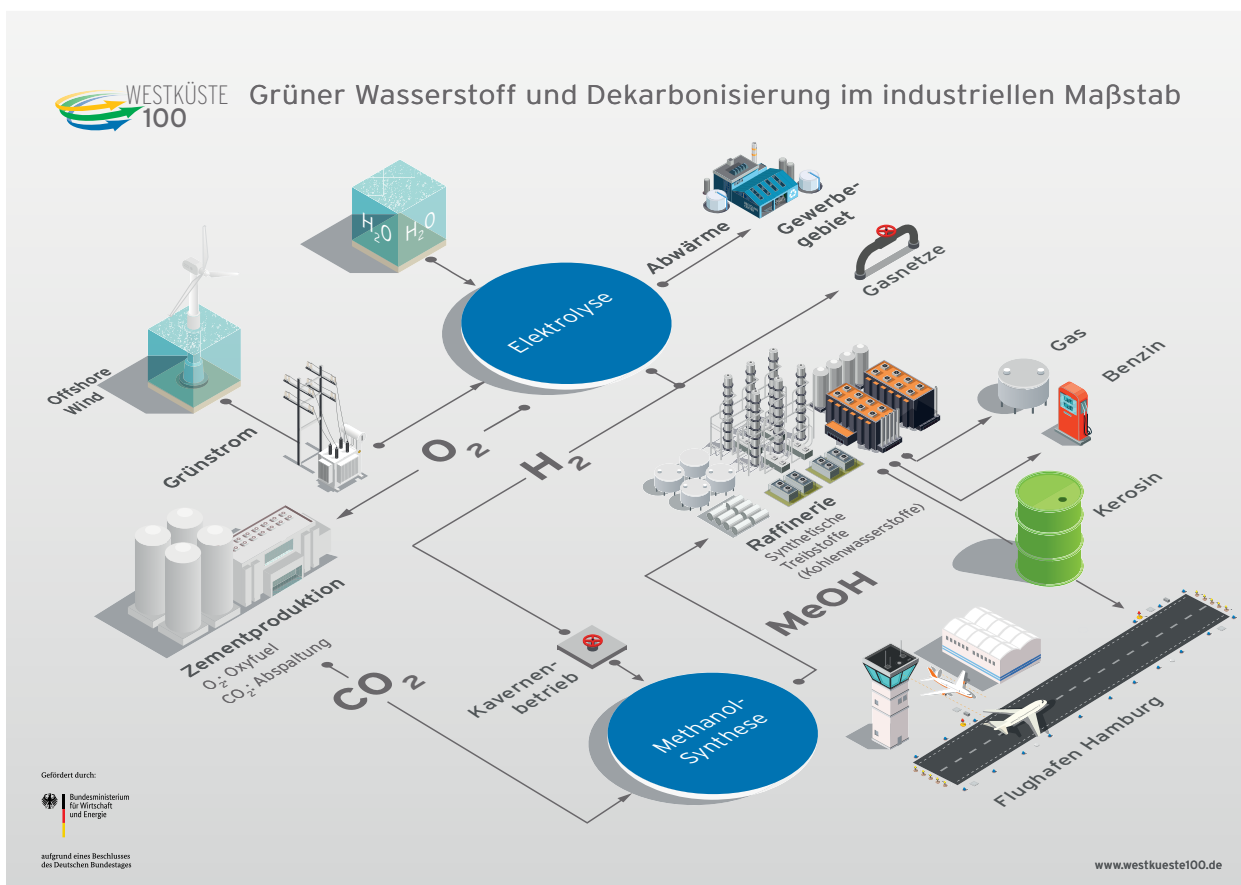 WESTKÜSTE
100
Grüner Wasserstoff und Dekarbonisierung im industriellen Maßstab
H₂O H₂O
Elektrolyse
Abwärme
Gewerbe-
gebiet
Gasnetze
Offshore
Wind
Grünstrom
O₂
H₂
Gas
Benzin
Kerosin
Raffinerie
Synthetische
Treibstoffe
(Kohlenwasserstoffe)
MeOH
Zementproduktion
O₂: Oxyfuel
CO₂: Abspaltung
CO₂
Kavernen-
betrieb
Methanol-
Synthese
Flughafen Hamburg
Gefördert durch:
Bundesministerium
für Wirtschaft
und Energie
aufgrund eines Beschlusses
des Deutschen Bundestages
www.westkueste100.de